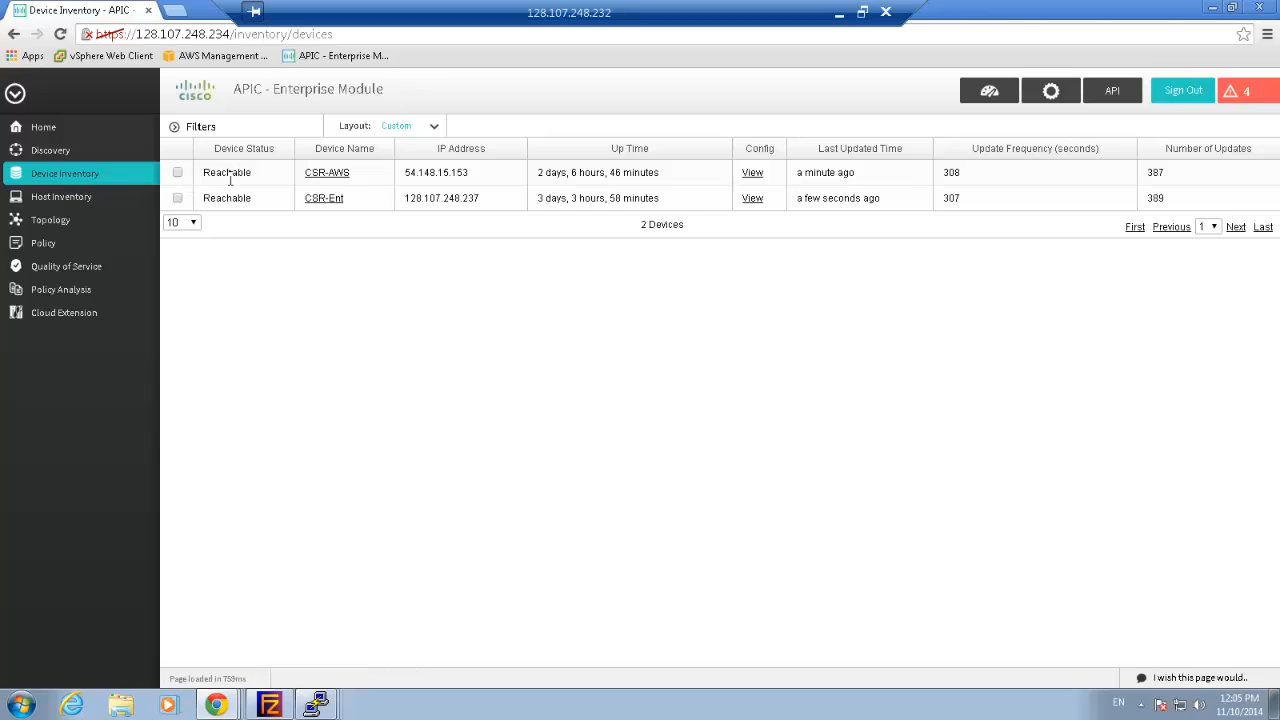 Device Inventory - APIC -
128.107.248.232
https://128.107.248.234/inventory/devices
Apps vSphere Web Client AWS Management ... APIC - Enterprise M...
CISCO APIC - Enterprise Module API Sign Out 4
Home
Discovery
Device Inventory
Host Inventory
Topology
Policy
Quality of Service
Policy Analysis
Cloud Extension
Filters Layout: Custom
Device Status Device Name IP Address Up Time Config Last Updated Time Update Frequency (seconds) Number of Updates
Reachable CSR-AWS 54.148.15.153 2 days, 6 hours, 46 minutes View a minute ago 308 387
Reachable CSR-Ent 128.107.248.237 3 days, 3 hours, 58 minutes View a few seconds ago 307 389
10 2 Devices First Previous 1 Next Last
Page loaded in 759ms I wish this page would..
EN 12:05 PM
11/10/2014